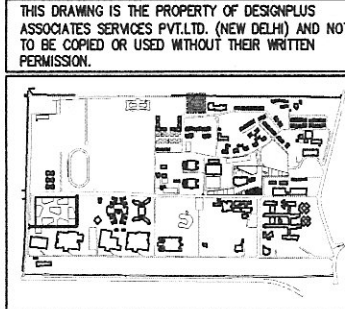 THIS DRAWING IS THE PROPERTY OF DESIGNPLUS
ASSOCIATES SERVICES PVT.LTD. (NEW DELHI) AND NOT
TO BE COPIED OR USED WITHOUT THEIR WRITTEN
PERMISSION.